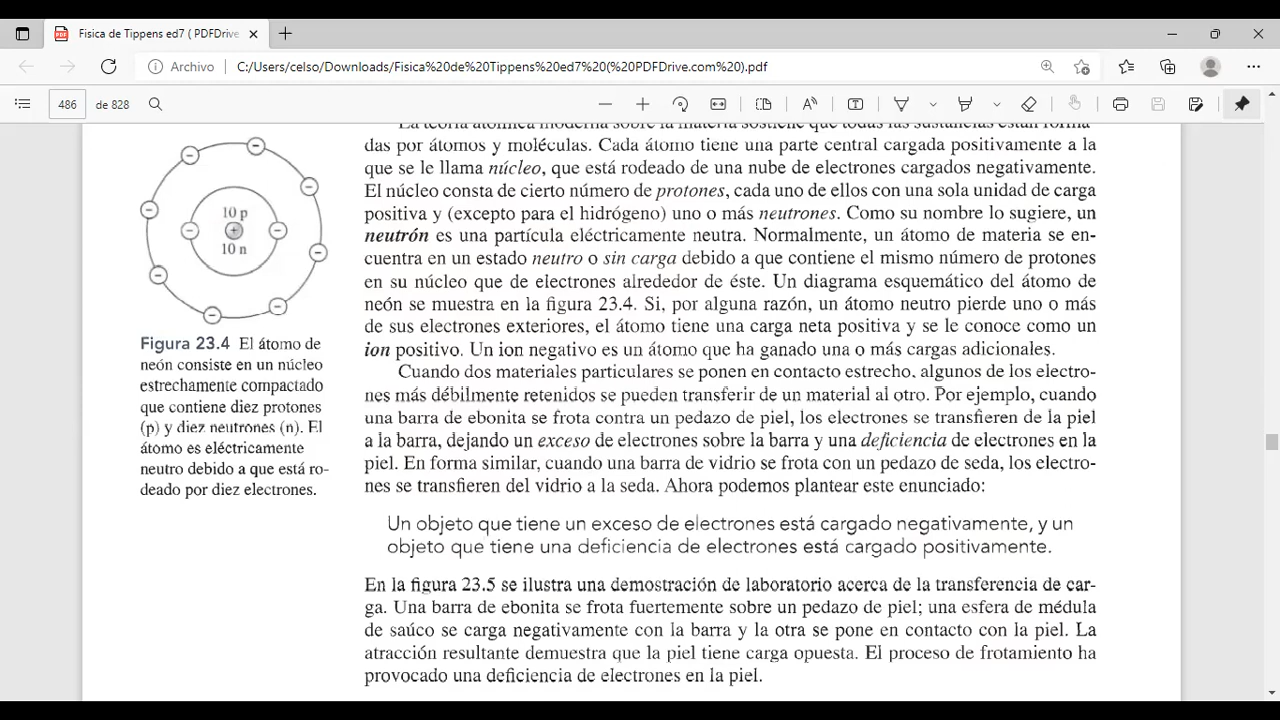 Fisica de Tippens ed7 ( PDFDrive
Archivo
C:/Users/celso/Downloads/Fisica%20de%20Tippens%20ed7%20(%20PDFDrive.com%20).pdf
486 de 828
10 p
+
10 n
Figura 23.4 El átomo de
neón consiste en un núcleo
estrechamente compactado
que contiene diez protones
(p) y diez neutrones (n). El
átomo es eléctricamente
neutro debido a que está ro-
deado por diez electrones.
La teoría atómica moderna sobre la materia sostiene que todas las sustancias están forma-
das por átomos y moléculas. Cada átomo tiene una parte central cargada positivamente a la
que se le llama núcleo, que está rodeado de una nube de electrones cargados negativamente.
El núcleo consta de cierto número de protones, cada uno de ellos con una sola unidad de carga
positiva y (excepto para el hidrógeno) uno o más neutrones. Como su nombre lo sugiere, un
neutrón es una partícula eléctricamente neutra. Normalmente, un átomo de materia se en-
cuentra en un estado neutro o sin carga debido a que contiene el mismo número de protones
en su núcleo que de electrones alrededor de éste. Un diagrama esquemático del átomo de
neón se muestra en la figura 23.4. Si, por alguna razón, un átomo neutro pierde uno o más
de sus electrones exteriores, el átomo tiene una carga neta positiva y se le conoce como un
ion positivo. Un ion negativo es un átomo que ha ganado una o más cargas adicionales.
Cuando dos materiales particulares se ponen en contacto estrecho, algunos de los electro-
nes más débilmente retenidos se pueden transferir de un material al otro. Por ejemplo, cuando
una barra de ebonita se frota contra un pedazo de piel, los electrones se transfieren de la piel
a la barra, dejando un exceso de electrones sobre la barra y una deficiencia de electrones en la
piel. En forma similar, cuando una barra de vidrio se frota con un pedazo de seda, los electro-
nes se transfieren del vidrio a la seda. Ahora podemos plantear este enunciado:
Un objeto que tiene un exceso de electrones está cargado negativamente, y un
objeto que tiene una deficiencia de electrones está cargado positivamente.
En la figura 23.5 se ilustra una demostración de laboratorio acerca de la transferencia de car-
ga. Una barra de ebonita se frota fuertemente sobre un pedazo de piel; una esfera de médula
de saúco se carga negativamente con la barra y la otra se pone en contacto con la piel. La
atracción resultante demuestra que la piel tiene carga opuesta. El proceso de frotamiento ha
provocado una deficiencia de electrones en la piel.